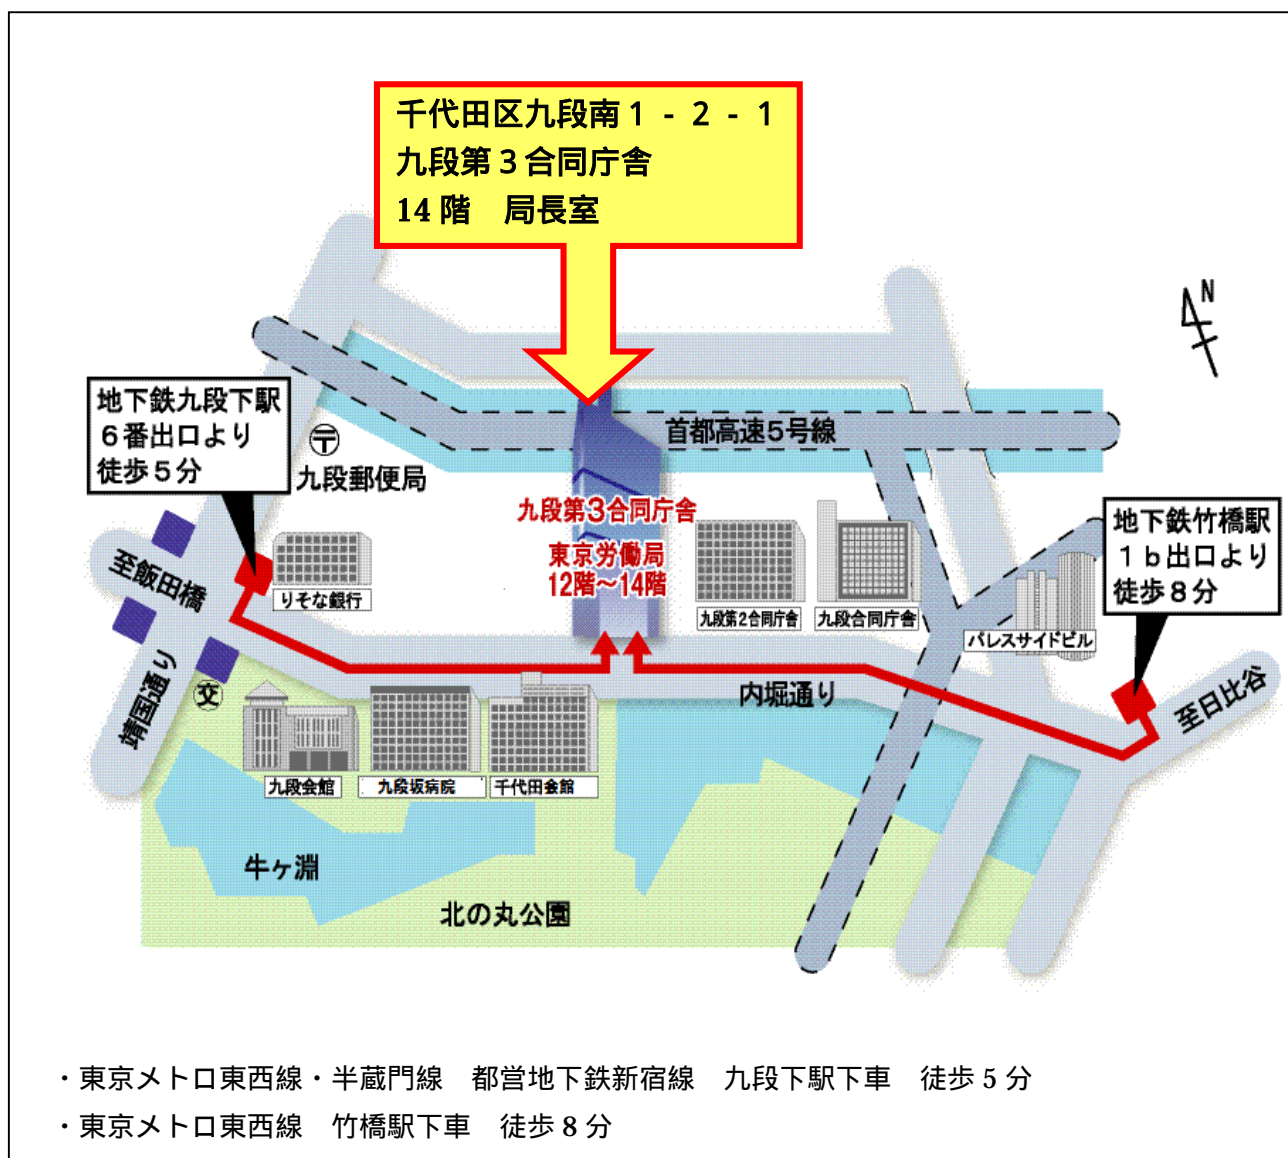 千代田区九段南１-２-１
九段第３合同庁舎
14階　局長室
N
地下鉄九段下駅
６番出口より
徒歩５分
〒
九段郵便局
首都高速5号線
九段第3合同庁舎
東京労働局
12階～14階
地下鉄竹橋駅
１ｂ出口より
徒歩８分
至飯田橋
りそな銀行
九段第2合同庁舎
九段合同庁舎
パレスサイドビル
靖国通り
交
内堀通り
至日比谷
九段会館
九段坂病院
千代田会館
牛ヶ淵
北の丸公園
・東京メトロ東西線・半蔵門線　都営地下鉄新宿線　九段下駅下車　徒歩5分
・東京メトロ東西線　竹橋駅下車　徒歩8分